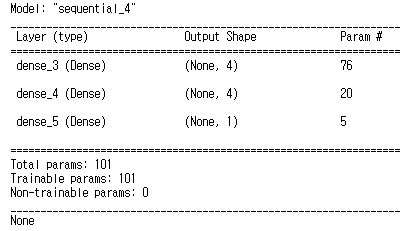 Model: "sequential_4"
_________________________________________________________________
Layer (type) Output Shape Param #
=================================================================
dense_3 (Dense) (None, 4) 76
dense_4 (Dense) (None, 4) 20
dense_5 (Dense) (None, 1) 5
=================================================================
Total params: 101
Trainable params: 101
Non-trainable params: 0
_________________________________________________________________
None